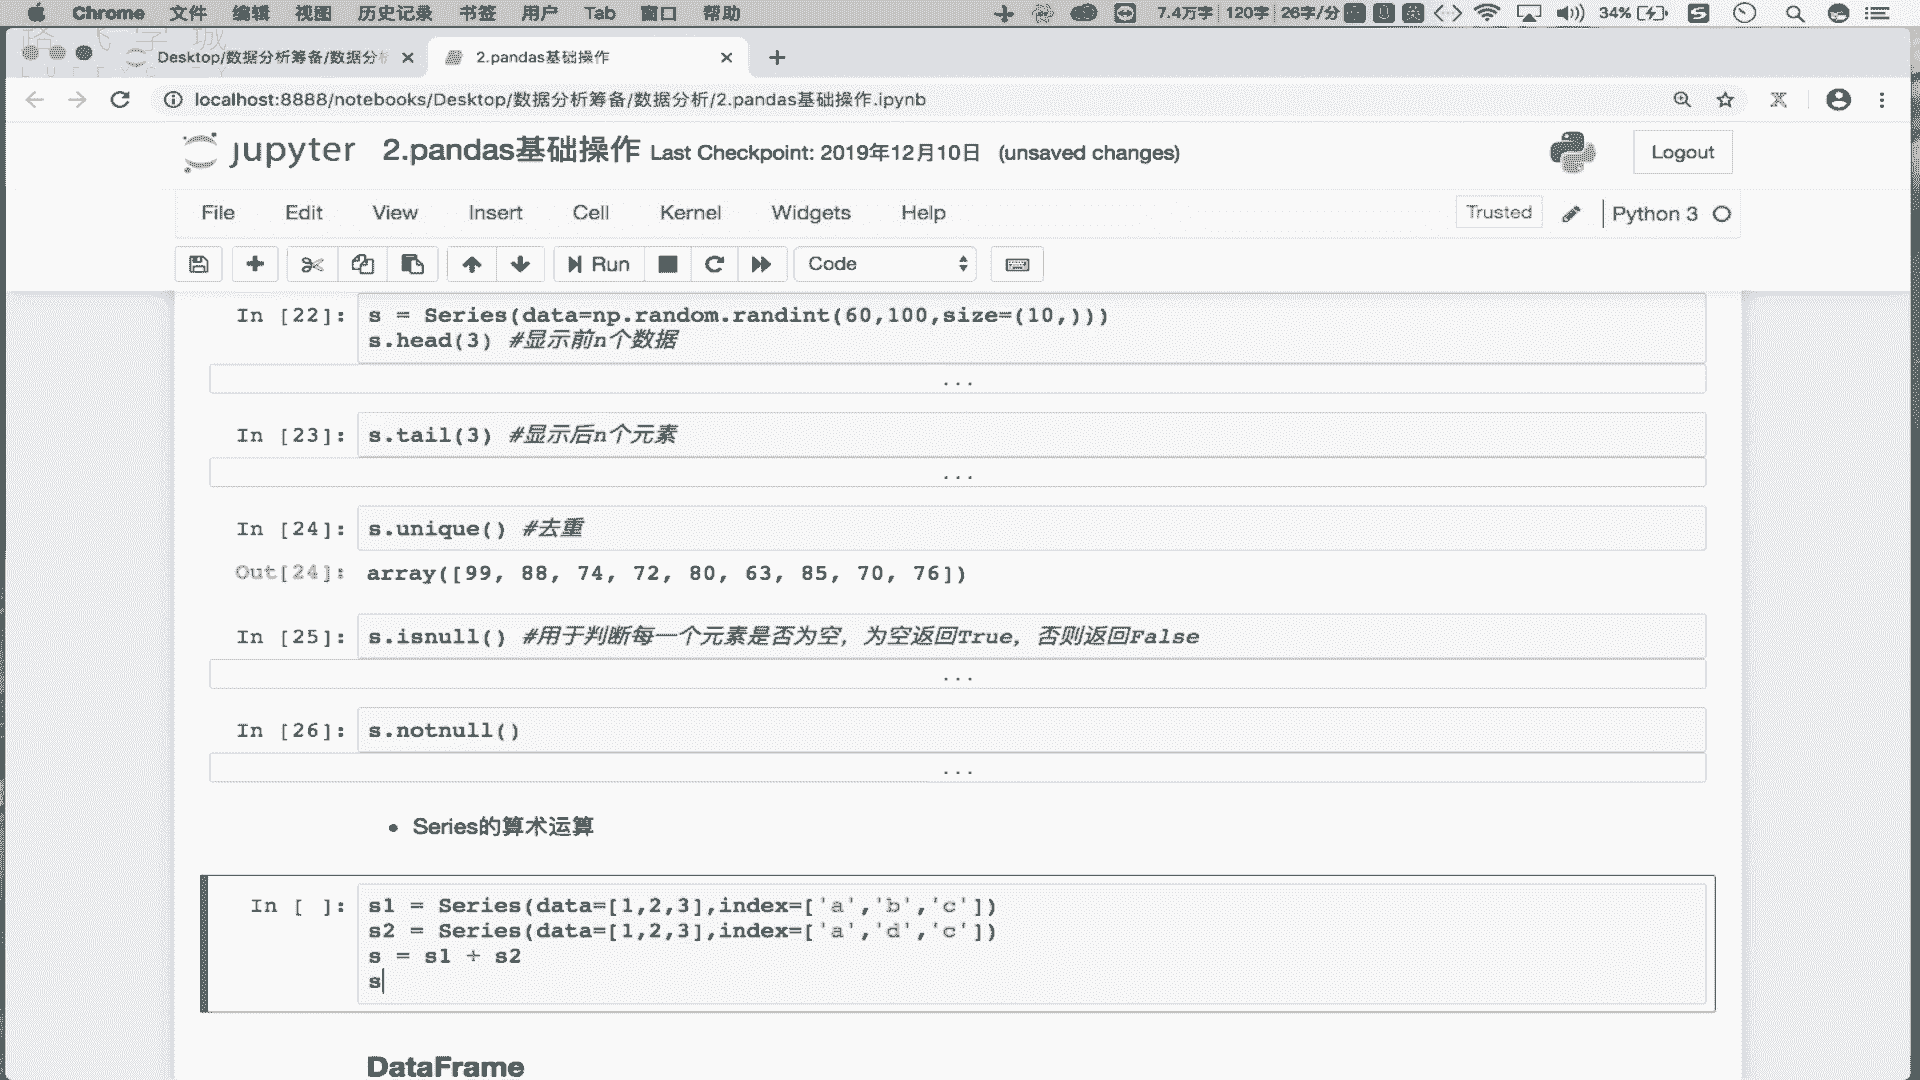 Chrome 文件 编辑 视图 历史记录 书签 用户 Tab 窗口 帮助 7.4万字 120字 26字/分 34%
Desktop/数据分析筹备/数据分析
2.pandas基础操作
localhost:8888/notebooks/Desktop/数据分析筹备/数据分析/2.pandas基础操作.ipynb
jupyter 2.pandas基础操作 Last Checkpoint: 2019年12月10日 (unsaved changes)
Logout
File Edit View Insert Cell Kernel Widgets Help Trusted Python 3
Run Code
In [22]: s = Series(data=np.random.randint(60,100,size=(10,)))
s.head(3) #显示前n个数据
...
In [23]: s.tail(3) #显示后n个元素
...
In [24]: s.unique() #去重
Out[24]: array([99, 88, 74, 72, 80, 63, 85, 70, 76])
In [25]: s.isnull() #用于判断每一个元素是否为空，为空返回True，否则返回False
...
In [26]: s.notnull()
...
• Series的算术运算
In [ ]: s1 = Series(data=[1,2,3],index=['a','b','c'])
s2 = Series(data=[1,2,3],index=['a','d','c'])
s = s1 + s2
s
DataFrame